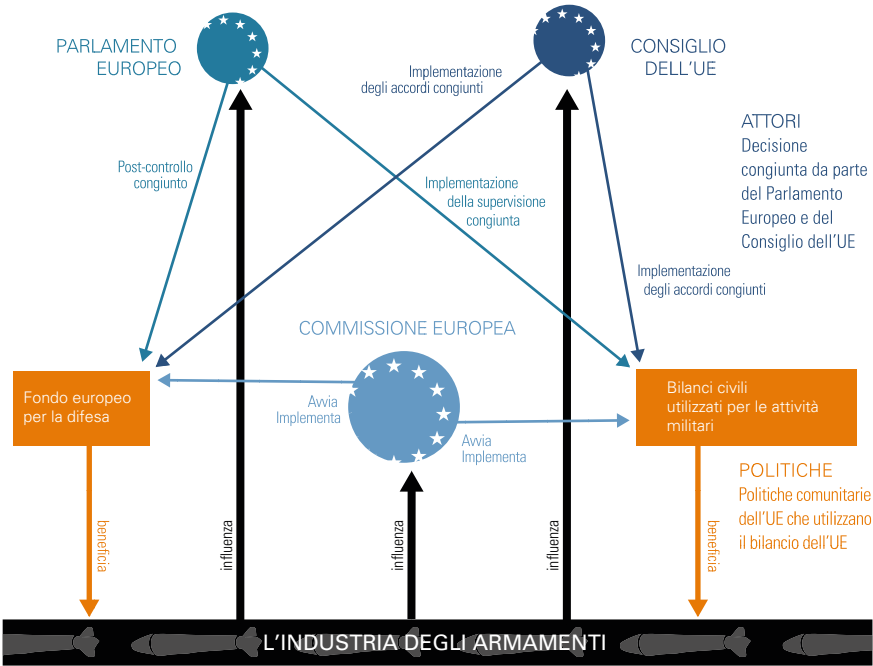 PARLAMENTO
EUROPEO
CONSIGLIO
DELL'UE
Implementazione
degli accordi congiunti
ATTORI
Decisione
congiunta da parte
del Parlamento
Europeo e del
Consiglio dell'UE
Post-controllo
congiunto
Implementazione
della supervisione
congiunta
Implementazione
degli accordi congiunti
COMMISSIONE EUROPEA
Fondo europeo
per la difesa
Avvia
Implementa
Avvia
Implementa
Bilanci civili
utilizzati per le attività
militari
POLITICHE
Politiche comunitarie
dell'UE che utilizzano
il bilancio dell'UE
beneficia
influenza
influenza
influenza
beneficia
L'INDUSTRIA DEGLI ARMAMENTI